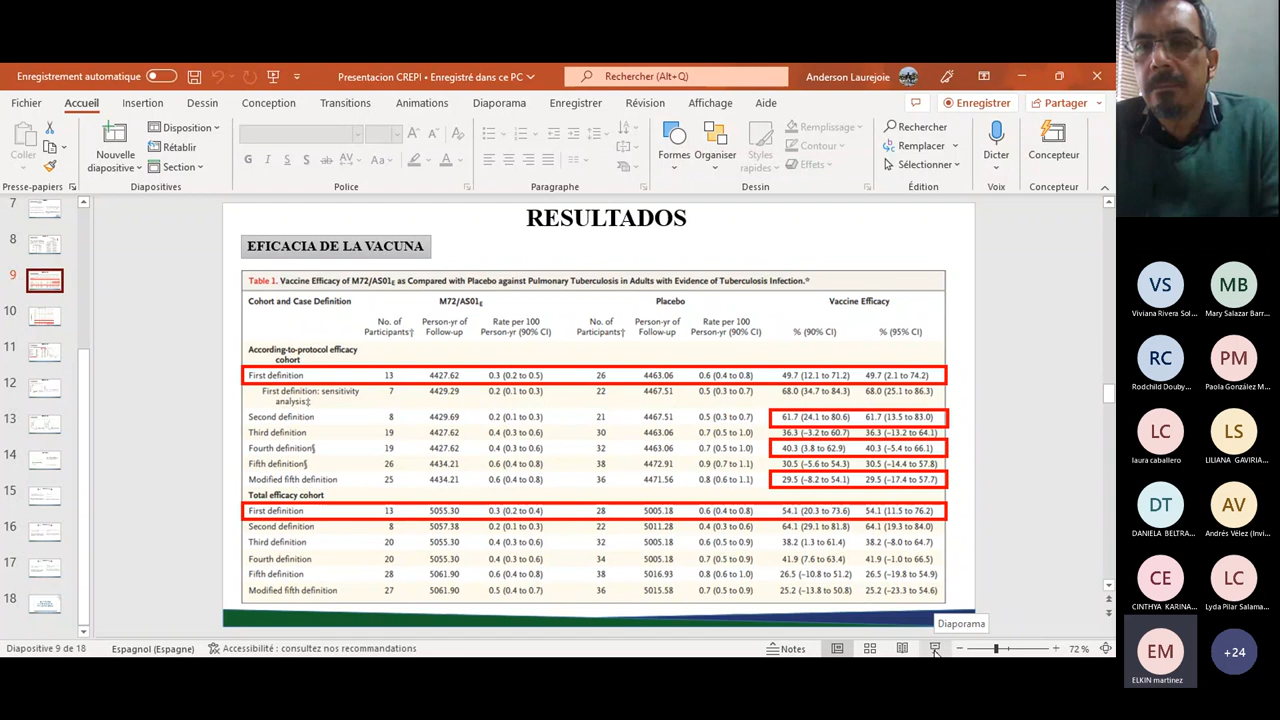 Enregistrement automatique
Presentacion CREPI • Enregistré dans ce PC
Rechercher (Alt+Q)
Anderson Laurejoie
Fichier Accueil Insertion Dessin Conception Transitions Animations Diaporama Enregistrer Révision Affichage Aide
Enregistrer
Partager
Coller
Nouvelle diapositive
Disposition
Rétablir
Section
G I S S ab AV Aa A
Formes
Organiser
Styles rapides
Remplissage
Contour
Effets
Rechercher
Remplacer
Sélectionner
Dicter
Concepteur
Presse-papiers Diapositives Police Paragraphe Dessin Édition Voix Concepteur
7
8
9
10
11
12
13
14
15
16
17
18
RESULTADOS
EFICACIA DE LA VACUNA
Table 1. Vaccine Efficacy of M72/AS01E as Compared with Placebo against Pulmonary Tuberculosis in Adults with Evidence of Tuberculosis Infection.*
Cohort and Case Definition M72/AS01E Placebo Vaccine Efficacy
No. of Participants† Person-yr of Follow-up Rate per 100 Person-yr (90% CI) No. of Participants† Person-yr of Follow-up Rate per 100 Person-yr (90% CI) % (90% CI) % (95% CI)
According-to-protocol efficacy
cohort
First definition 13 4427.62 0.3 (0.2 to 0.5) 26 4463.06 0.6 (0.4 to 0.8) 49.7 (12.1 to 71.2) 49.7 (2.1 to 74.2)
First definition: sensitivity analysis‡ 7 4429.29 0.2 (0.1 to 0.3) 22 4467.51 0.5 (0.3 to 0.7) 68.0 (34.7 to 84.3) 68.0 (25.1 to 86.3)
Second definition 8 4429.69 0.2 (0.1 to 0.3) 21 4467.51 0.5 (0.3 to 0.7) 61.7 (24.1 to 80.6) 61.7 (13.5 to 83.0)
Third definition 19 4427.62 0.4 (0.3 to 0.6) 30 4463.06 0.7 (0.5 to 1.0) 36.3 (–3.2 to 60.7) 36.3 (–13.2 to 64.1)
Fourth definition§ 19 4427.62 0.4 (0.3 to 0.6) 32 4463.06 0.7 (0.5 to 1.0) 40.3 (3.8 to 62.9) 40.3 (–5.4 to 66.1)
Fifth definition§ 26 4434.21 0.6 (0.4 to 0.8) 38 4472.91 0.9 (0.7 to 1.1) 30.5 (–5.6 to 54.3) 30.5 (–14.4 to 57.8)
Modified fifth definition 25 4434.21 0.6 (0.4 to 0.8) 36 4471.56 0.8 (0.6 to 1.1) 29.5 (–8.2 to 54.1) 29.5 (–17.4 to 57.7)
Total efficacy cohort
First definition 13 5055.30 0.3 (0.2 to 0.4) 28 5005.18 0.6 (0.4 to 0.8) 54.1 (20.3 to 73.6) 54.1 (11.5 to 76.2)
Second definition 8 5057.38 0.2 (0.1 to 0.2) 22 5011.28 0.4 (0.3 to 0.6) 64.1 (29.1 to 81.8) 64.1 (19.3 to 84.0)
Third definition 20 5055.30 0.4 (0.3 to 0.6) 32 5005.18 0.6 (0.5 to 0.9) 38.2 (1.3 to 61.4) 38.2 (–8.0 to 64.7)
Fourth definition 20 5055.30 0.4 (0.3 to 0.6) 34 5005.18 0.7 (0.5 to 0.9) 41.9 (7.6 to 63.4) 41.9 (–1.0 to 66.5)
Fifth definition 28 5061.90 0.6 (0.4 to 0.8) 38 5016.93 0.8 (0.6 to 1.0) 26.5 (–10.8 to 51.2) 26.5 (–19.8 to 54.9)
Modified fifth definition 27 5061.90 0.5 (0.4 to 0.7) 36 5015.58 0.7 (0.5 to 0.9) 25.2 (–13.8 to 50.8) 25.2 (–23.3 to 54.6)
Diaporama
Diapositive 9 de 18 Espagnol (Espagne) Accessibilité : consultez nos recommandations Notes 72 %
VS MB
Viviana Rivera Sol... Mary Salazar Barr...
RC PM
Rodchild Douby... Paola González M...
LC LS
laura caballero LILIANA GAVIRIA...
DT AV
DANIELA BELTRA... Andrés Vélez (Invi...
CE LC
CINTHYA KARINA... Lyda Pilar Salama...
EM +24
ELKIN martinez